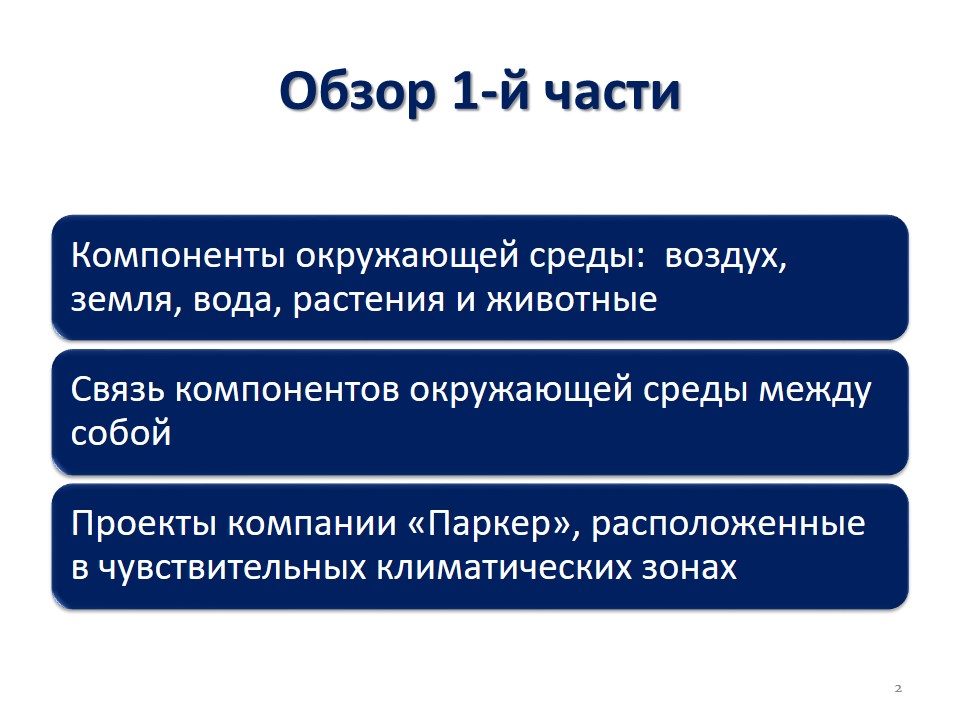 Обзор 1-й части
Компоненты окружающей среды:  воздух,
земля, вода, растения и животные
Связь компонентов окружающей среды между
собой
Проекты компании «Паркер», расположенные
в чувствительных климатических зонах
2